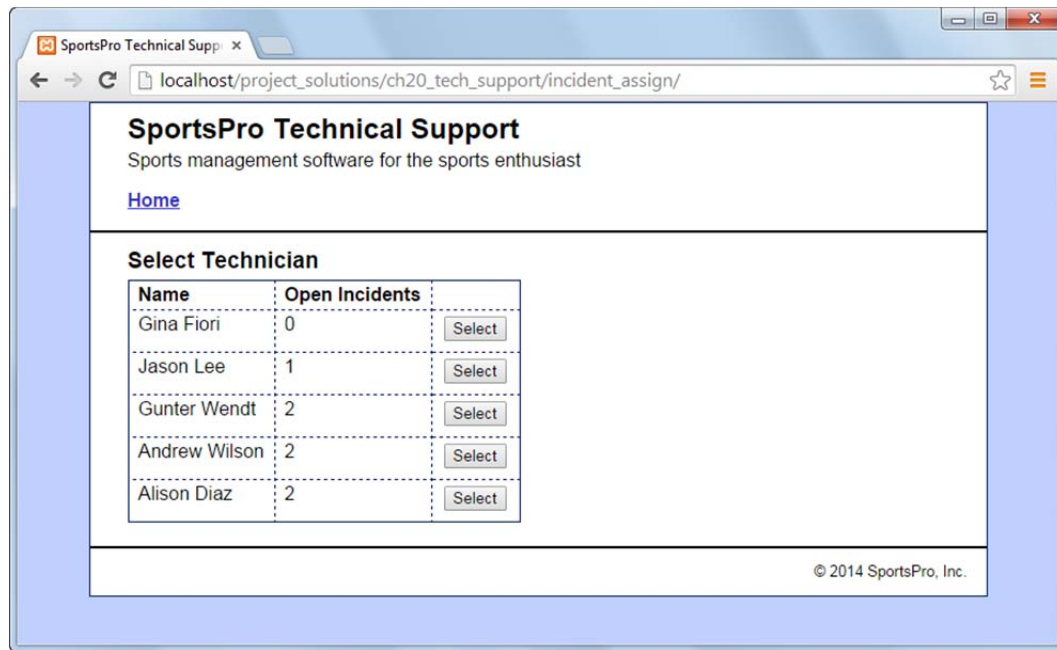 SportsPro Technical Supp
localhost/project_solutions/ch20_tech_support/incident_assign/
SportsPro Technical Support
Sports management software for the sports enthusiast
Home
Select Technician
Name Open Incidents
Gina Fiori 0 Select
Jason Lee 1 Select
Gunter Wendt 2 Select
Andrew Wilson 2 Select
Alison Diaz 2 Select
© 2014 SportsPro, Inc.